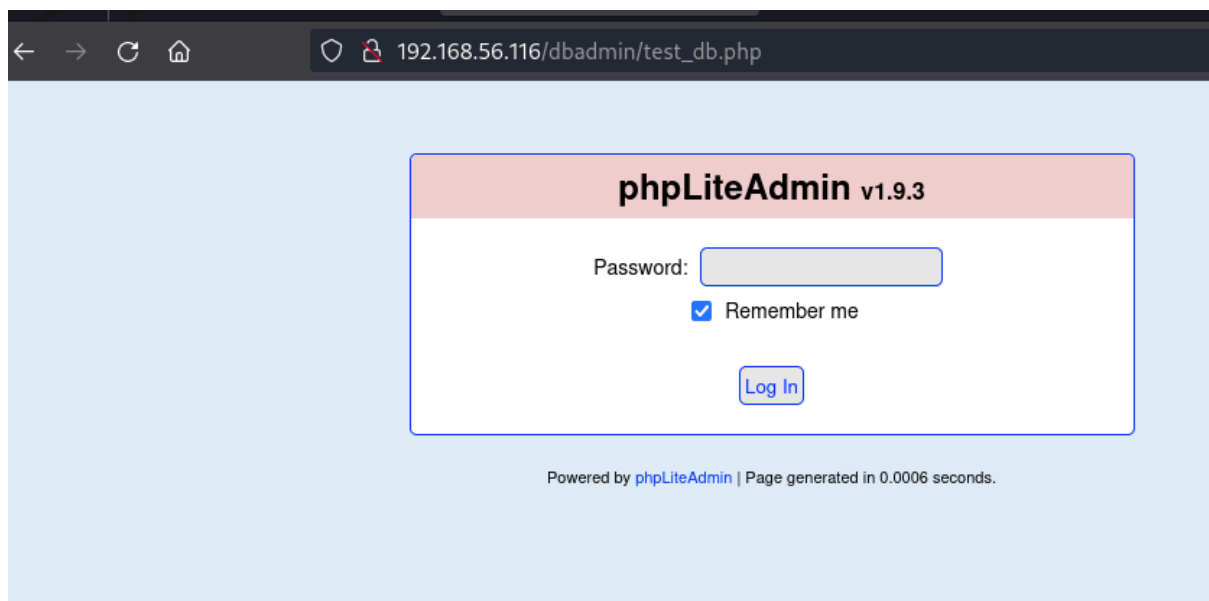 192.168.56.116/dbadmin/test_db.php
phpLiteAdmin v1.9.3
Password:
Remember me
Log In
Powered by phpLiteAdmin | Page generated in 0.0006 seconds.